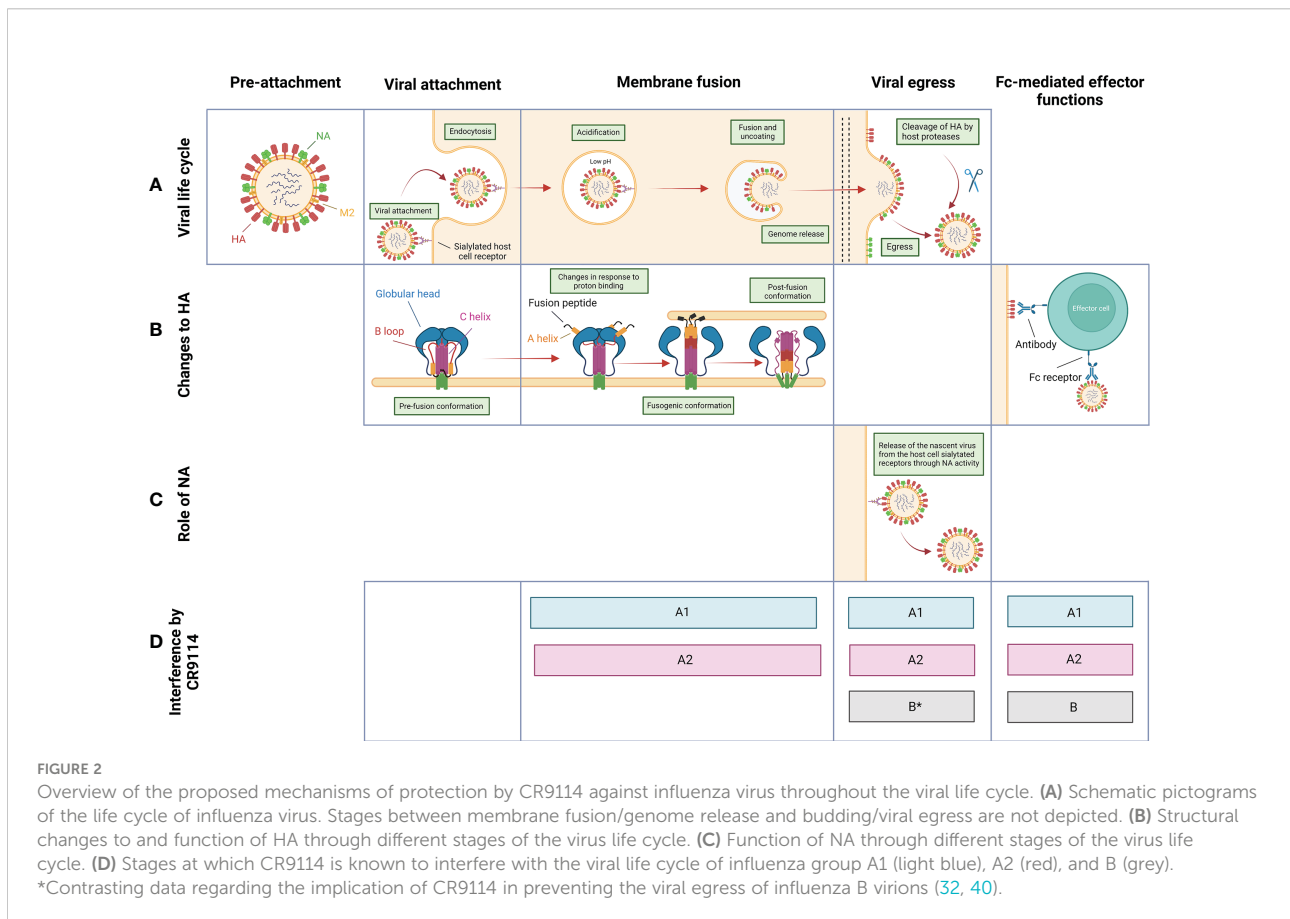 Pre-attachment
Viral attachment
Membrane fusion
Viral egress
Fc-mediated effector
functions
A
Viral life cycle
NA
M2
HA
Endocytosis
Viral attachment
Sialylated host
cell receptor
Acidification
Low pH
Fusion and
uncoating
Genome release
Cleavage of HA by
host proteases
Egress
B
Changes to HA
Globular head
B loop
C helix
Pre-fusion conformation
Changes in response to
proton binding
Fusion peptide
A helix
Fusogenic conformation
Post-fusion
conformation
Effector cell
Antibody
Fc receptor
C
Role of NA
Release of the nascent virus
from the host cell sialytated
receptors through NA activity
D
Interference by
CR9114
A1
A1
A1
A2
A2
A2
B*
B
FIGURE 2
Overview of the proposed mechanisms of protection by CR9114 against influenza virus throughout the viral life cycle. (A) Schematic pictograms
of the life cycle of influenza virus. Stages between membrane fusion/genome release and budding/viral egress are not depicted. (B) Structural
changes to and function of HA through different stages of the virus life cycle. (C) Function of NA through different stages of the virus life
cycle. (D) Stages at which CR9114 is known to interfere with the viral life cycle of influenza group A1 (light blue), A2 (red), and B (grey).
*Contrasting data regarding the implication of CR9114 in preventing the viral egress of influenza B virions (32, 40).